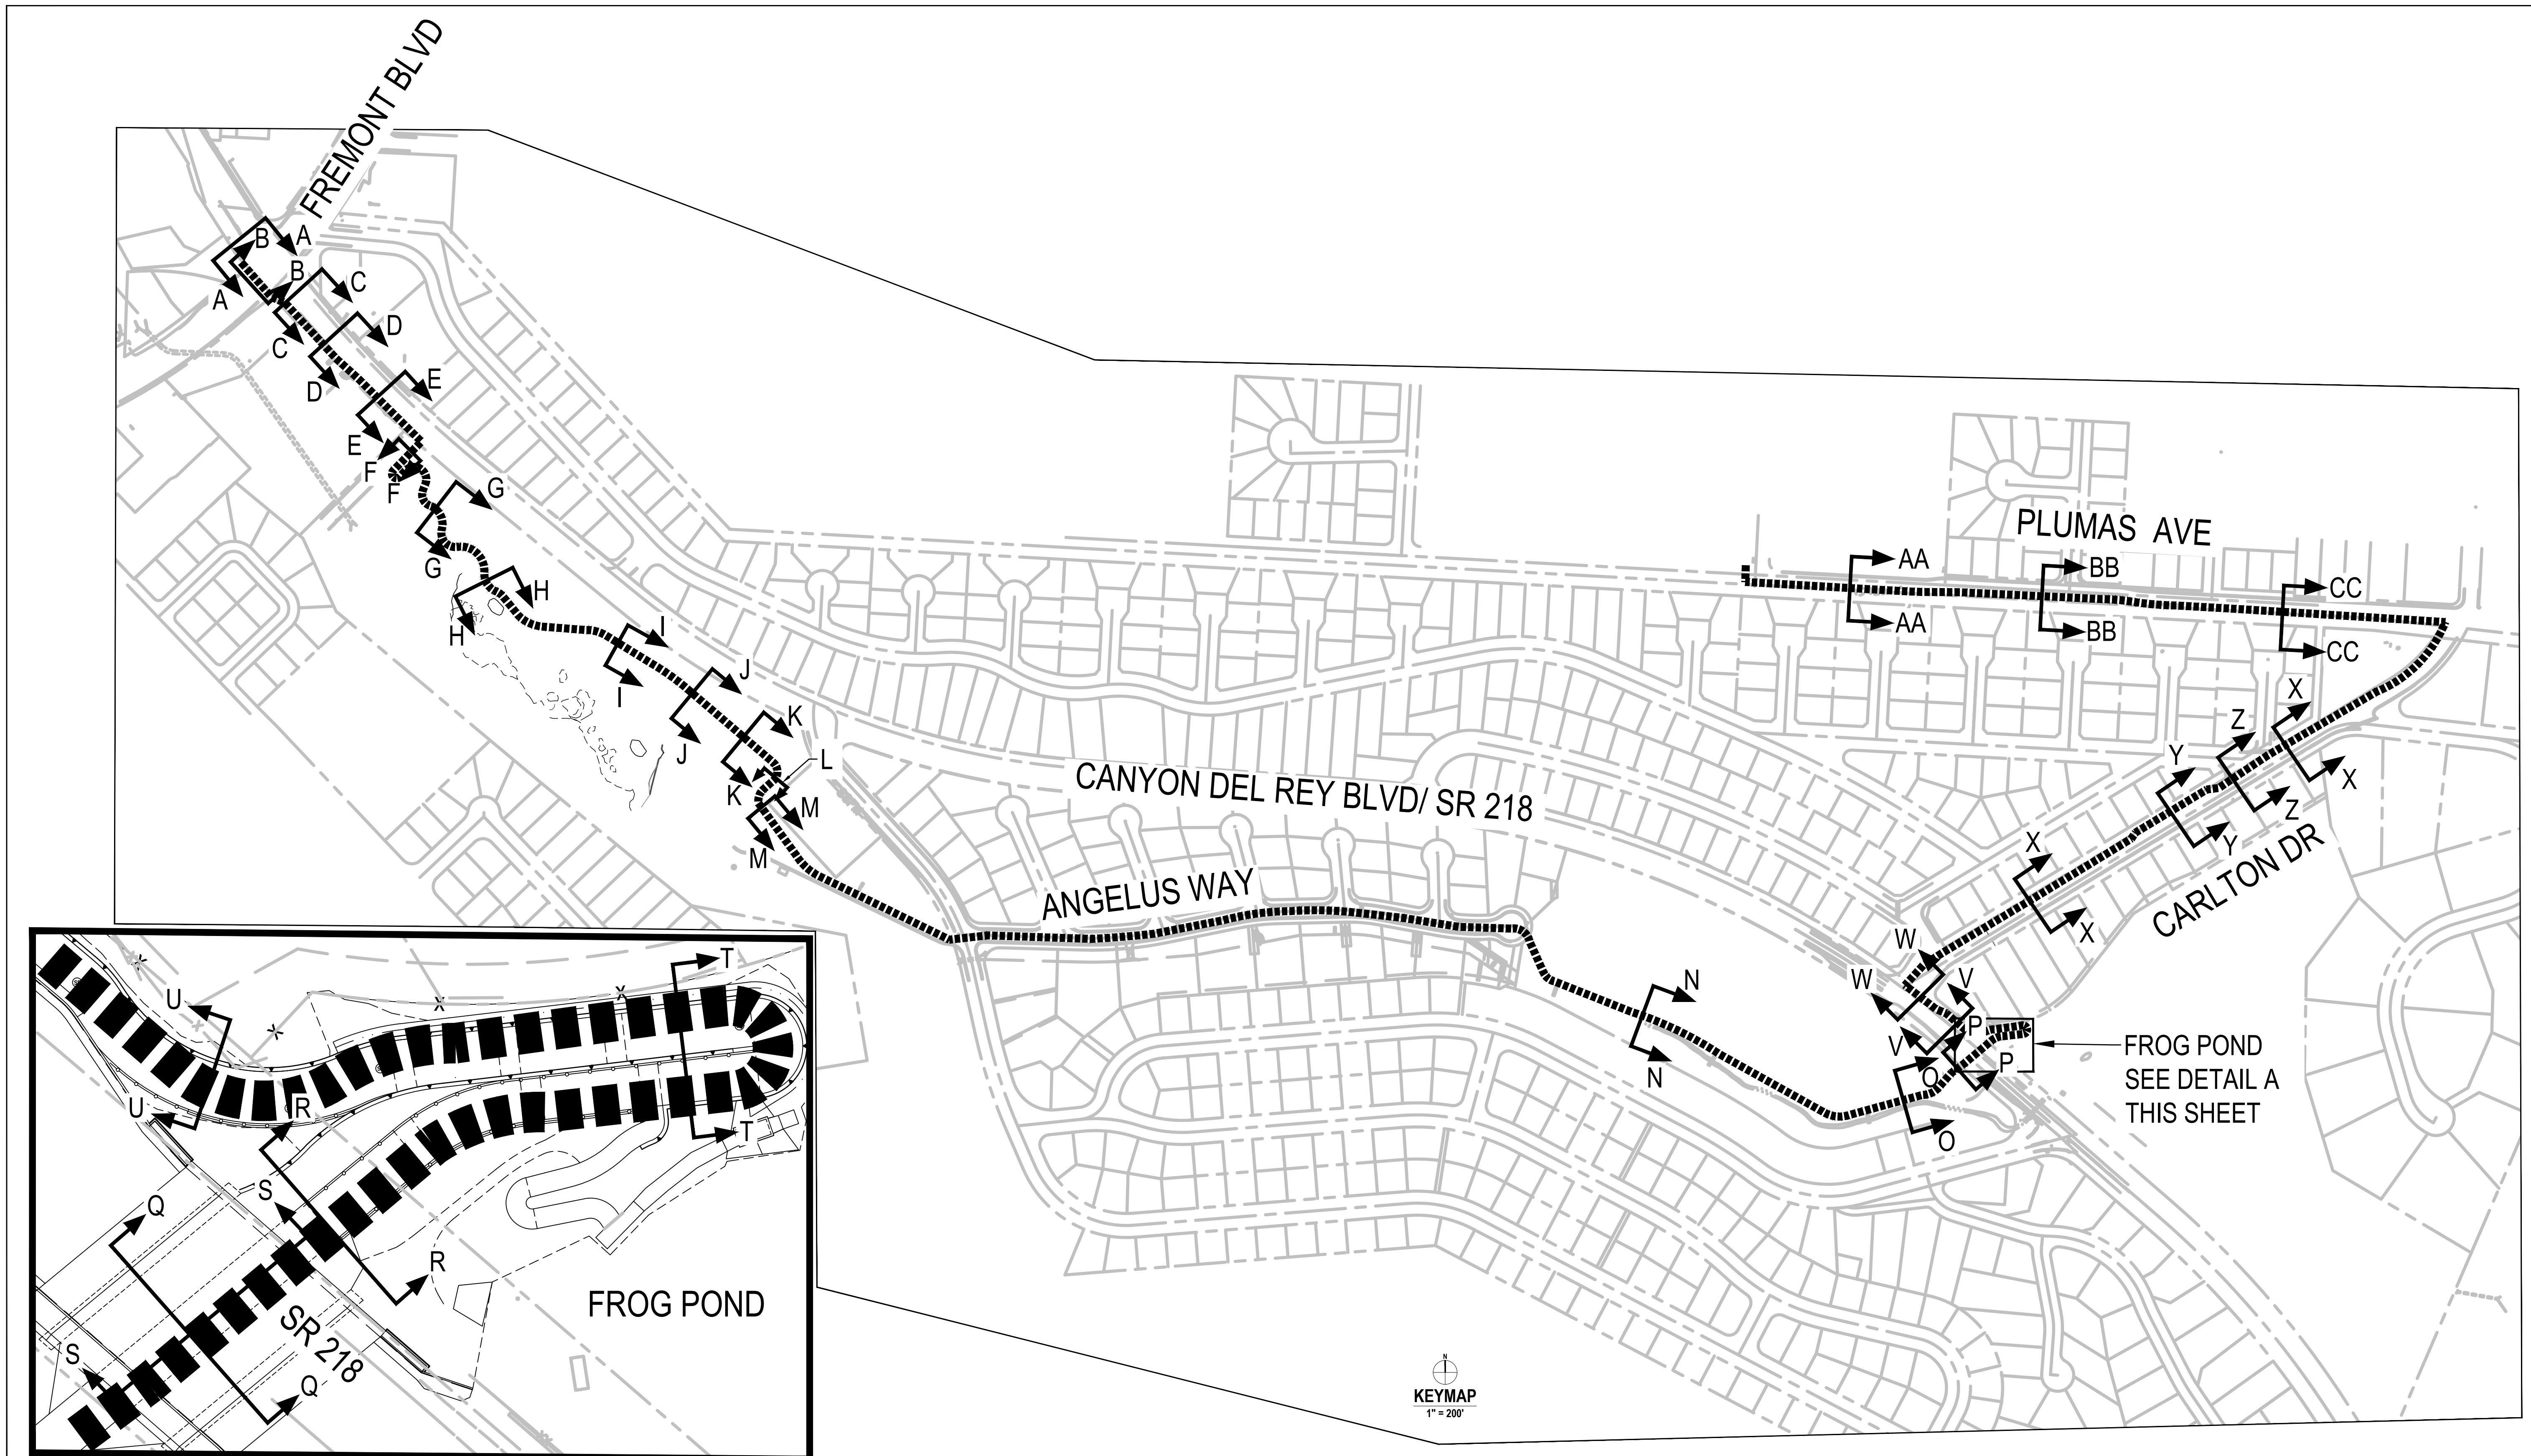 FREMONT BLVD
B
A
B
A
C
C
D
D
E
E
F
F
G
G
H
H
I
I
J
J
K
K
L
M
M
PLUMAS AVE
AA
AA
BB
BB
CC
CC
X
X
Z
Z
Y
Y
X
X
CARLTON DR
CANYON DEL REY BLVD/ SR 218
ANGELUS WAY
W
W
V
V
N
N
P
P
O
O
FROG POND
SEE DETAIL A
THIS SHEET
T
T
U
U
R
R
S
S
Q
Q
SR 218
FROG POND
N
KEYMAP
1" = 200'